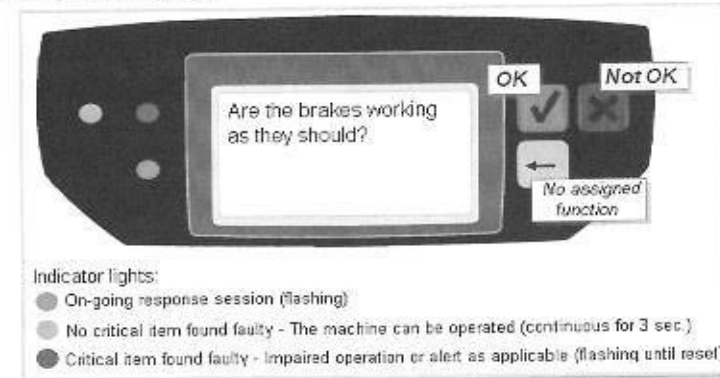 OK
Not OK
Are the brakes working
as they should?
No assigned
function
Indicator lights:
On-going response session (flashing)
No critical item found faulty - The machine can be operated (continuous for 3 sec.)
Critical item found faulty - Impaired operation or alert as applicable (flashing until reset)